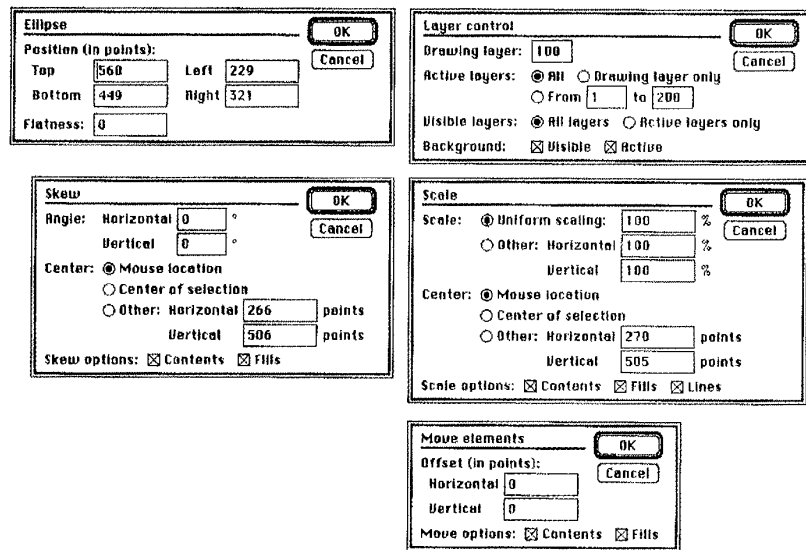 Ellipse
OK
Position (in points):
Cancel
Top 560 Left 229
Bottom 449 Right 321
Flatness: 0
Layer control
OK
Drawing layer: 100
Cancel
Active layers: All Drawing layer only
From 1 to 200
Visible layers: All layers Active layers only
Background: Visible Active
Skew
OK
Angle: Horizontal 0 °
Cancel
Vertical 0 °
Center: Mouse location
Center of selection
Other: Horizontal 266 points
Vertical 506 points
Skew options: Contents Fills
Scale
OK
Scale: Uniform scaling: 100 %
Cancel
Other: Horizontal 100 %
Vertical 100 %
Center: Mouse location
Center of selection
Other: Horizontal 270 points
Vertical 505 points
Scale options: Contents Fills Lines
Move elements
OK
Offset (in points):
Cancel
Horizontal 0
Vertical 0
Move options: Contents Fills